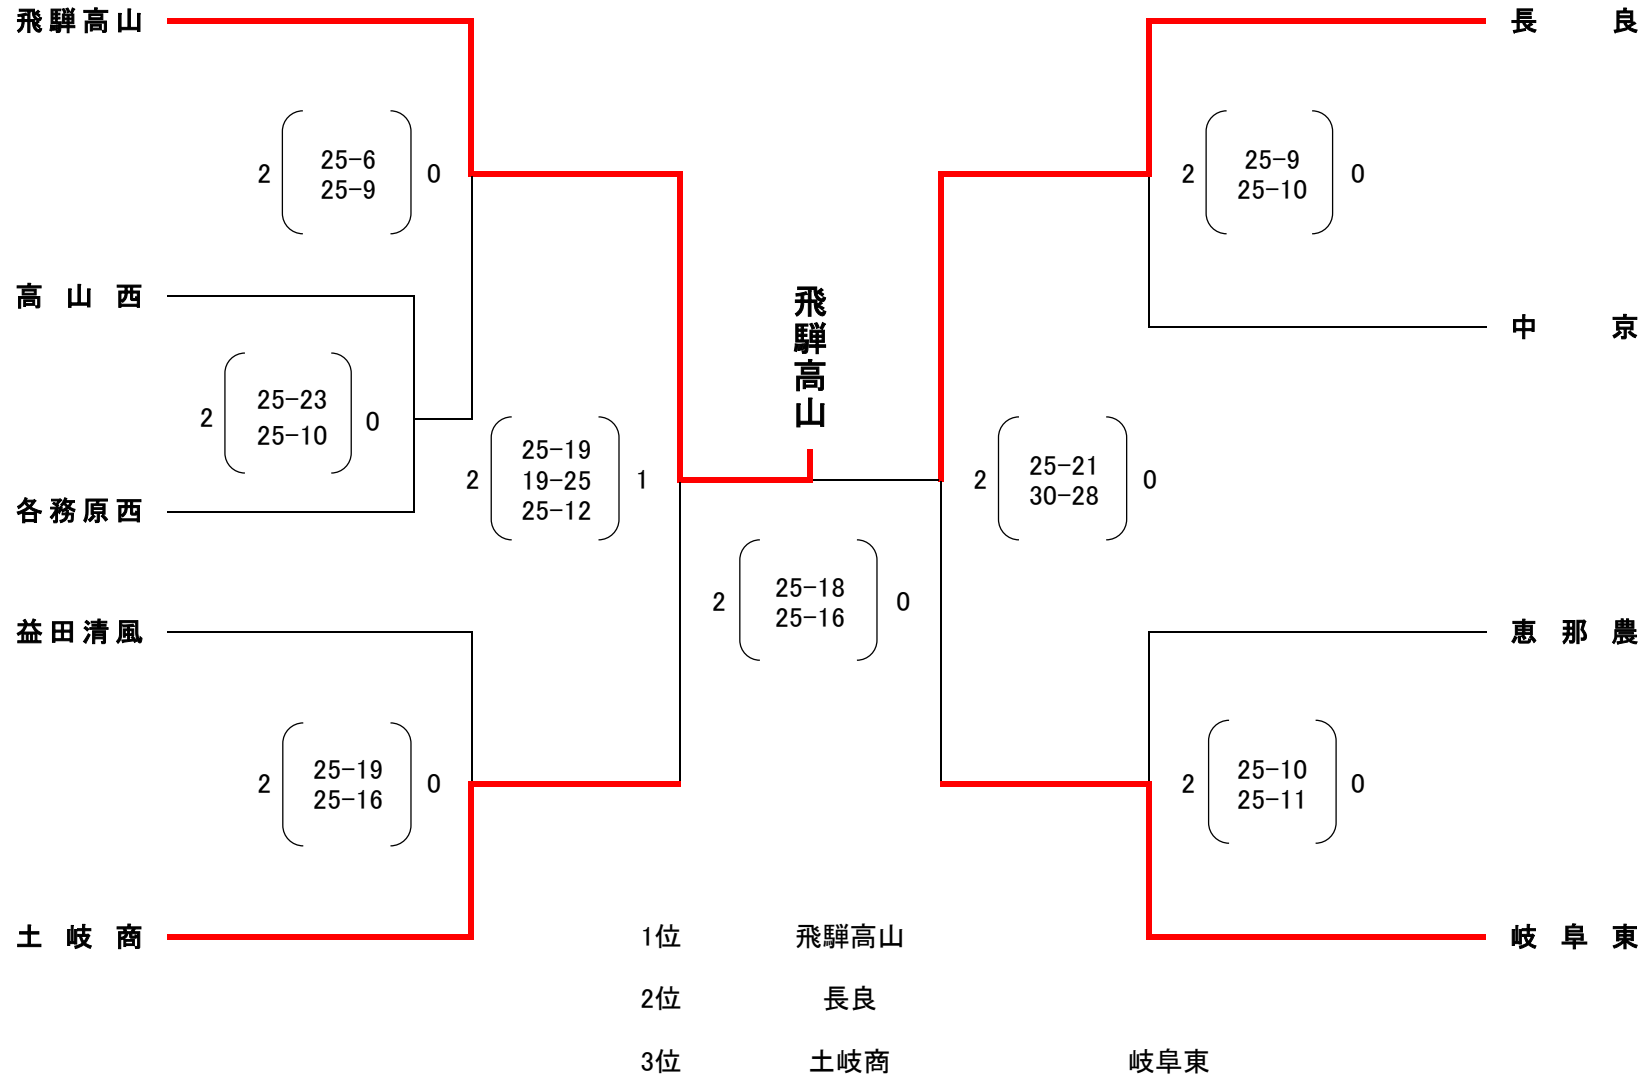 飛騨高山
長良
2 25-6 0
25-9
2 25-9 0
25-10
高山西
飛騨高山
中京
2 25-23 0
25-10
各務原西
2 25-19 1
19-25
25-12
2 25-21 0
30-28
2 25-18 0
25-16
益田清風
恵那農
2 25-19 0
25-16
2 25-10 0
25-11
土岐商
岐阜東
1位 飛騨高山
2位 長良
3位 土岐商 岐阜東